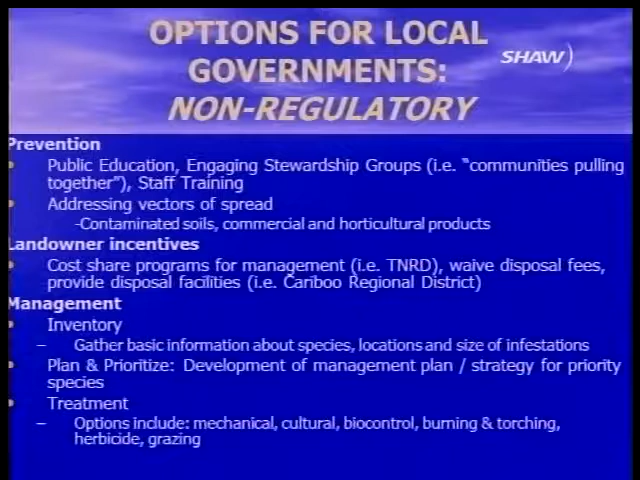 OPTIONS FOR LOCAL
GOVERNMENTS:
SHAW)
NON-REGULATORY
Prevention
Public Education, Engaging Stewardship Groups (i.e. “communities pulling
together”), Staff Training
Addressing vectors of spread
-Contaminated soils, commercial and horticultural products
Landowner incentives
Cost share programs for management (i.e. TNRD), waive disposal fees,
provide disposal facilities (i.e. Cariboo Regional District)
Management
Inventory
– Gather basic information about species, locations and size of infestations
Plan & Prioritize: Development of management plan / strategy for priority
species
Treatment
– Options include: mechanical, cultural, biocontrol, burning & torching,
herbicide, grazing